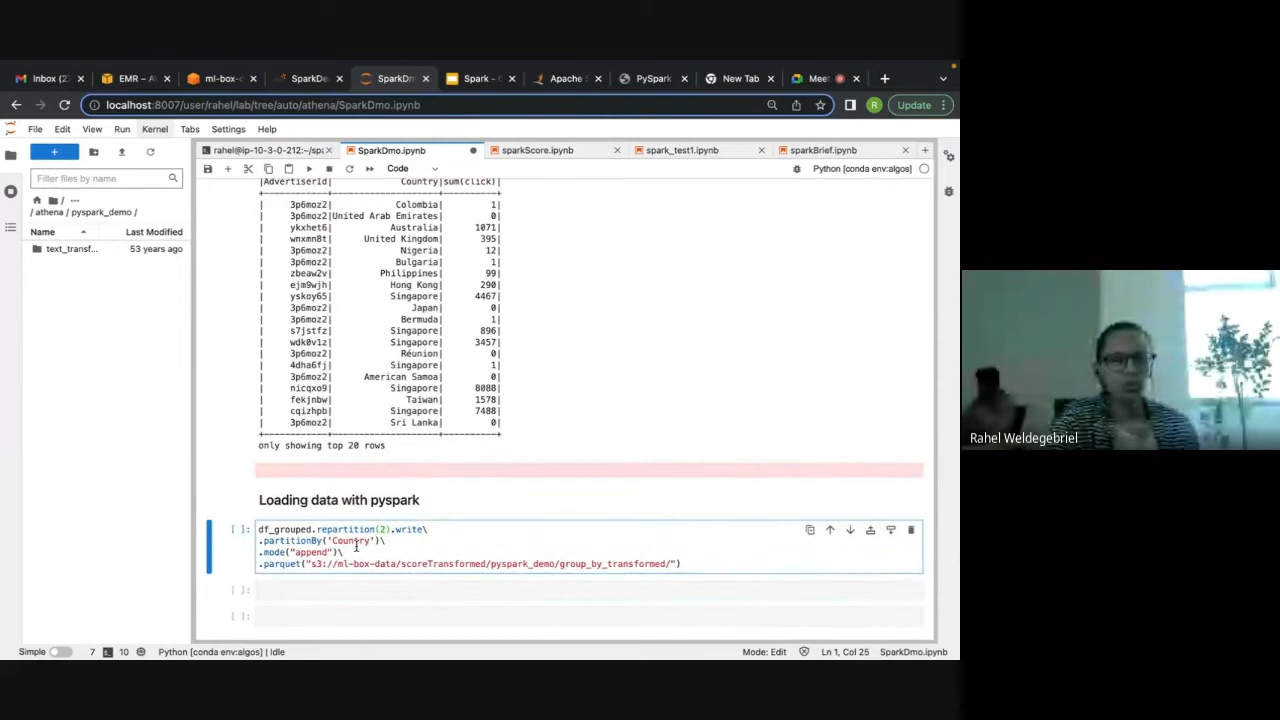 Inbox (2
EMR – A
ml-box-
SparkDe
SparkDm
Spark - 
Apache
PySpark
New Tab
Meet
localhost:8007/user/rahel/lab/tree/auto/athena/SparkDmo.ipynb
R
Update
File Edit View Run Kernel Tabs Settings Help
rahel@ip-10-3-0-212:~/spa
SparkDmo.ipynb
sparkScore.ipynb
spark_test1.ipynb
sparkBrief.ipynb
Code
Python [conda env:algos]
Filter files by name
/ ···
/ athena / pyspark_demo /
Name Last Modified
text_transf... 53 years ago
|AdvertiserId| Country|sum(click)|
+------------+--------------------+----------+
| 3p6moz2| Colombia| 1|
| 3p6moz2|United Arab Emirates| 0|
| ykxhet6| Australia| 1071|
| wnxmn8t| United Kingdom| 395|
| 3p6moz2| Nigeria| 12|
| 3p6moz2| Bulgaria| 1|
| zbeaw2v| Philippines| 99|
| ejm9wjh| Hong Kong| 290|
| yskoy65| Singapore| 4467|
| 3p6moz2| Japan| 0|
| 3p6moz2| Bermuda| 1|
| s7jstfz| Singapore| 896|
| wdk0v1z| Singapore| 3457|
| 3p6moz2| Réunion| 0|
| 4dha6fj| Singapore| 1|
| 3p6moz2| American Samoa| 0|
| nicqxo9| Singapore| 8088|
| fekjnbw| Taiwan| 1578|
| cqizhpb| Singapore| 7488|
| 3p6moz2| Sri Lanka| 0|
+------------+--------------------+----------+
only showing top 20 rows
Loading data with pyspark
[ ]: df_grouped.repartition(2).write\
.partitionBy('Country')\
.mode("append")\
.parquet("s3://ml-box-data/scoreTransformed/pyspark_demo/group_by_transformed/")
[ ]:
[ ]:
Simple 7 10 Python [conda env:algos] | Idle Mode: Edit Ln 1, Col 25 SparkDmo.ipynb
Rahel Weldegebriel